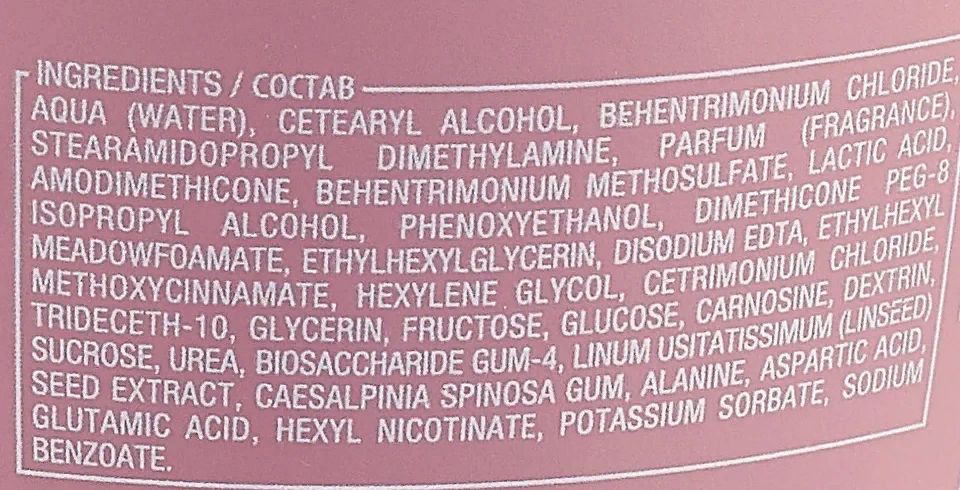 INGREDIENTS / СОСТАВ
AQUA (WATER), CETEARYL ALCOHOL, BEHENTRIMONIUM CHLORIDE,
STEARAMIDOPROPYL DIMETHYLAMINE, PARFUM (FRAGRANCE),
AMODIMETHICONE, BEHENTRIMONIUM METHOSULFATE, LACTIC ACID,
ISOPROPYL ALCOHOL, PHENOXYETHANOL, DIMETHICONE PEG-8
MEADOWFOAMATE, ETHYLHEXYLGLYCERIN, DISODIUM EDTA, ETHYLHEXYL
METHOXYCINNAMATE, HEXYLENE GLYCOL, CETRIMONIUM CHLORIDE,
TRIDECETH-10, GLYCERIN, FRUCTOSE, GLUCOSE, CARNOSINE, DEXTRIN,
SUCROSE, UREA, BIOSACCHARIDE GUM-4, LINUM USITATISSIMUM (LINSEED)
SEED EXTRACT, CAESALPINIA SPINOSA GUM, ALANINE, ASPARTIC ACID,
GLUTAMIC ACID, HEXYL NICOTINATE, POTASSIUM SORBATE, SODIUM
BENZOATE.